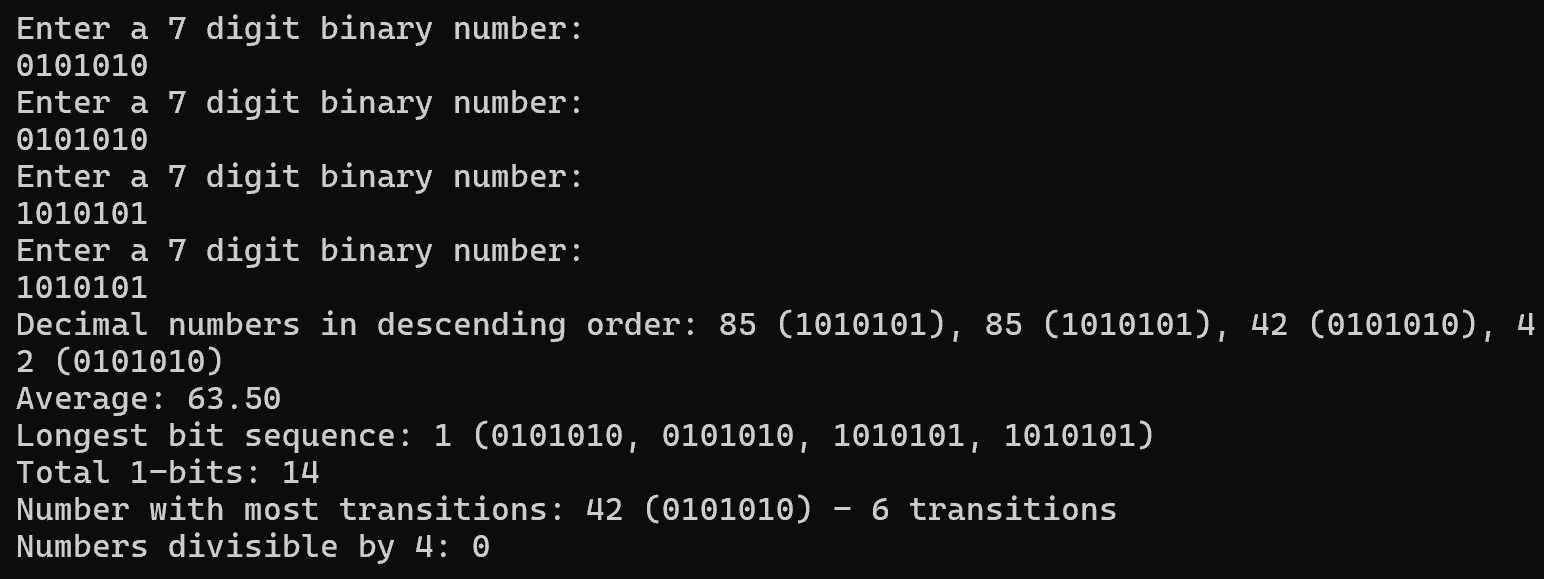 Enter a 7 digit binary number:
0101010
Enter a 7 digit binary number:
0101010
Enter a 7 digit binary number:
1010101
Enter a 7 digit binary number:
1010101
Decimal numbers in descending order: 85 (1010101), 85 (1010101), 42 (0101010), 4
2 (0101010)
Average: 63.50
Longest bit sequence: 1 (0101010, 0101010, 1010101, 1010101)
Total 1-bits: 14
Number with most transitions: 42 (0101010) - 6 transitions
Numbers divisible by 4: 0